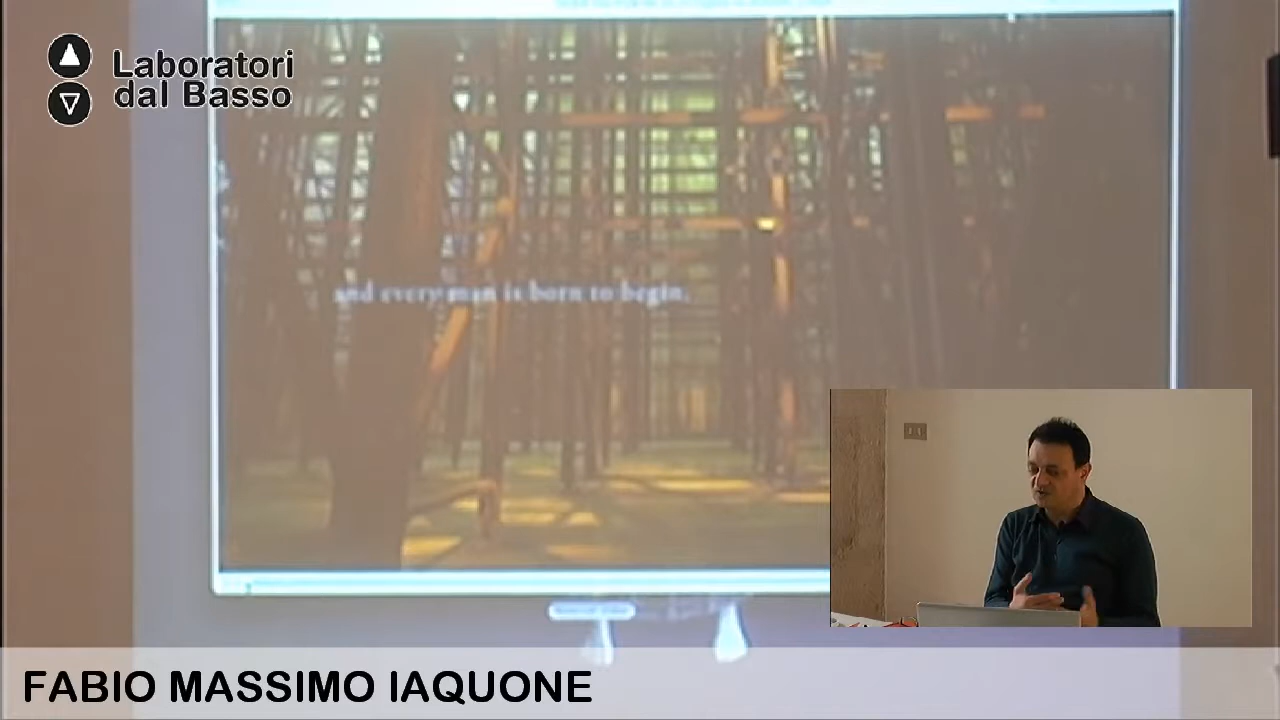 Laboratori
dal Basso
and every man is born to begin.
FABIO MASSIMO IAQUONE